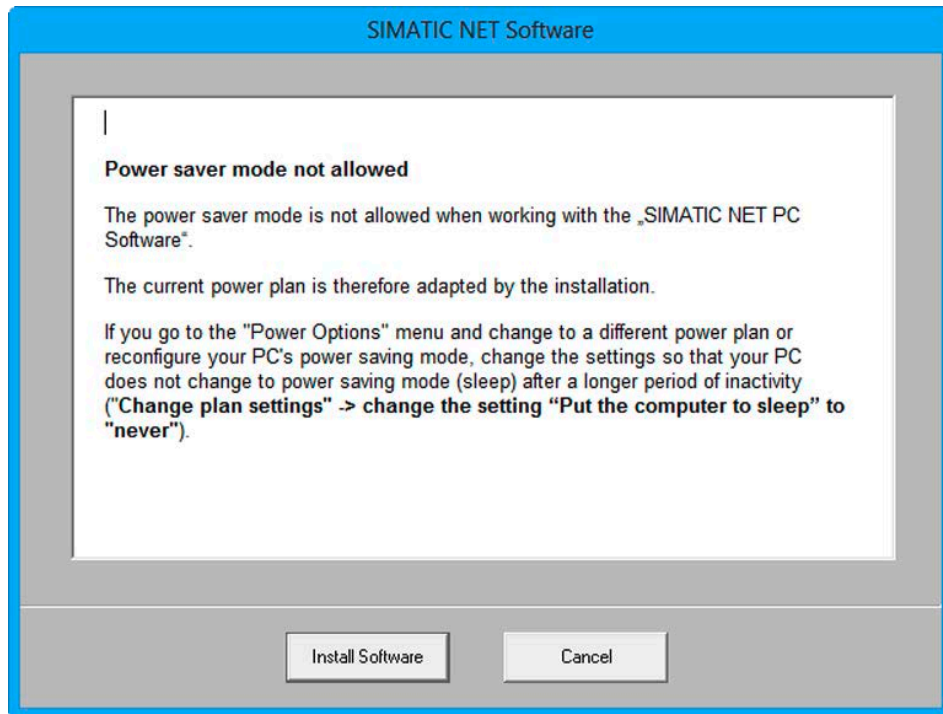 SIMATIC NET Software
Power saver mode not allowed
The power saver mode is not allowed when working with the „SIMATIC NET PC
Software“.
The current power plan is therefore adapted by the installation.
If you go to the "Power Options" menu and change to a different power plan or
reconfigure your PC's power saving mode, change the settings so that your PC
does not change to power saving mode (sleep) after a longer period of inactivity
("Change plan settings" -> change the setting “Put the computer to sleep” to
"never").
Install Software
Cancel